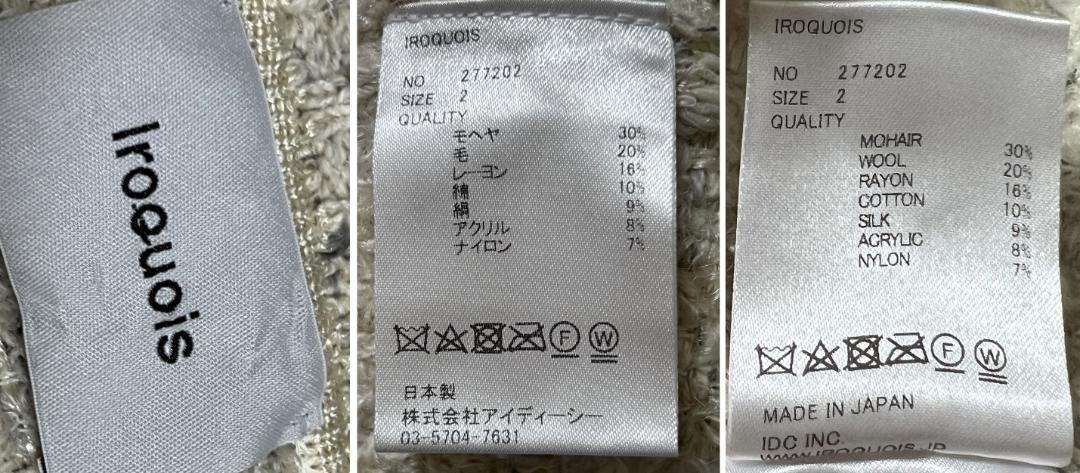 Iroquois
IROQUOIS
NO 277202
SIZE 2
QUALITY
モヘヤ 30%
毛 20%
レーヨン 16%
綿 10%
絹 9%
アクリル 8%
ナイロン 7%
F W
日本製
株式会社アイディーシー
03-5704-7631
IROQUOIS
NO 277202
SIZE 2
QUALITY
MOHAIR 30%
WOOL 20%
RAYON 16%
COTTON 10%
SILK 9%
ACRYLIC 8%
NYLON 7%
F W
MADE IN JAPAN
IDC INC.
WWW.IROQUOIS.JP